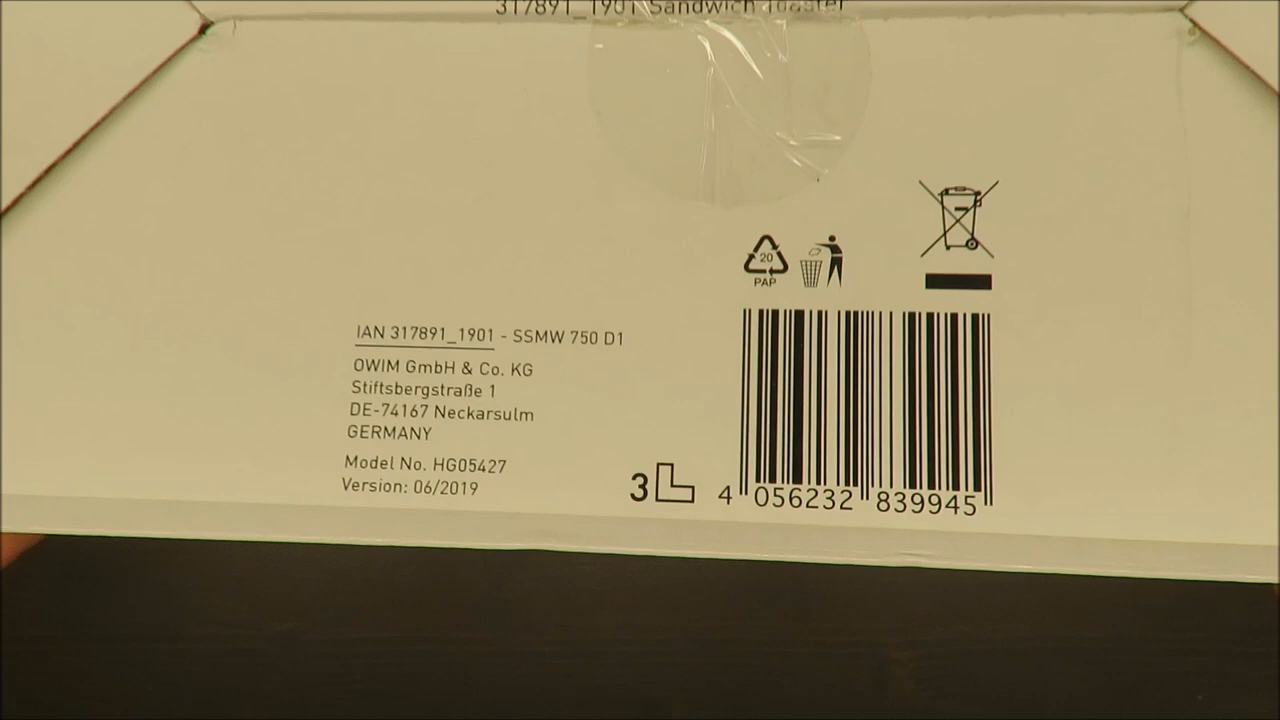 317891_1901 Sandwich Toaster
20
PAP
IAN 317891_1901 - SSMW 750 D1
OWIM GmbH & Co. KG
Stiftsbergstraße 1
DE-74167 Neckarsulm
GERMANY
Model No. HG05427
Version: 06/2019
3
4 056232 839945